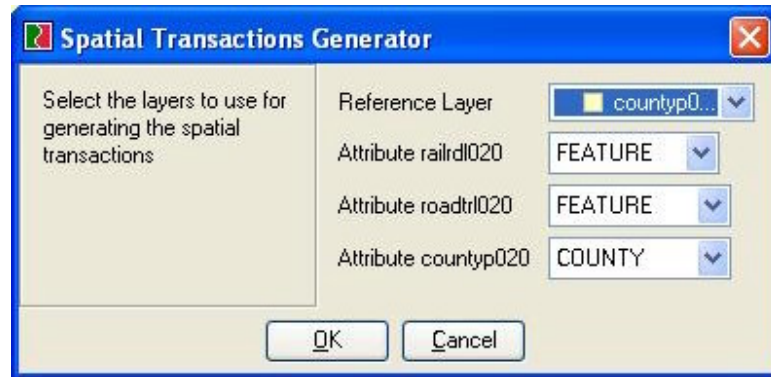 Spatial Transactions Generator
Select the layers to use for
generating the spatial
transactions
Reference Layer countyp0...
Attribute railrdl020 FEATURE
Attribute roadtrl020 FEATURE
Attribute countyp020 COUNTY
OK Cancel